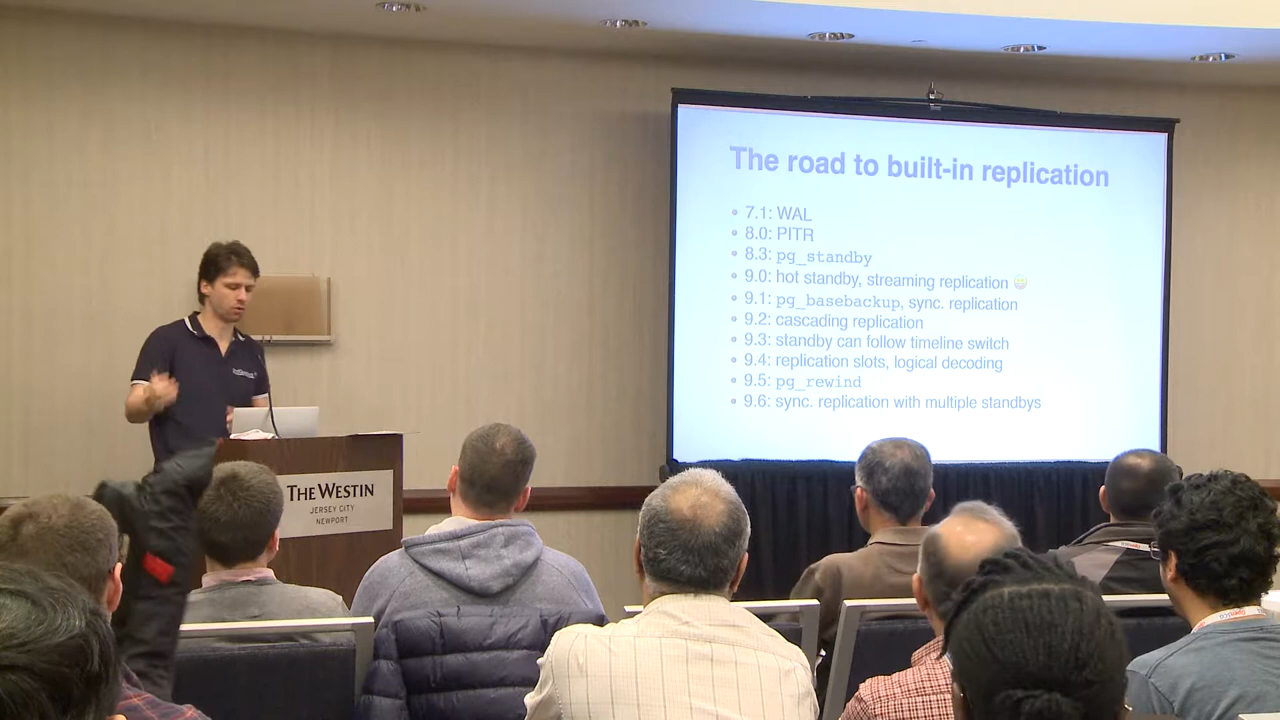 The road to built-in replication
• 7.1: WAL
• 8.0: PITR
• 8.3: pg_standby
• 9.0: hot standby, streaming replication
• 9.1: pg_basebackup, sync. replication
• 9.2: cascading replication
• 9.3: standby can follow timeline switch
• 9.4: replication slots, logical decoding
• 9.5: pg_rewind
• 9.6: sync. replication with multiple standbys
THE WESTIN
JERSEY CITY
NEWPORT